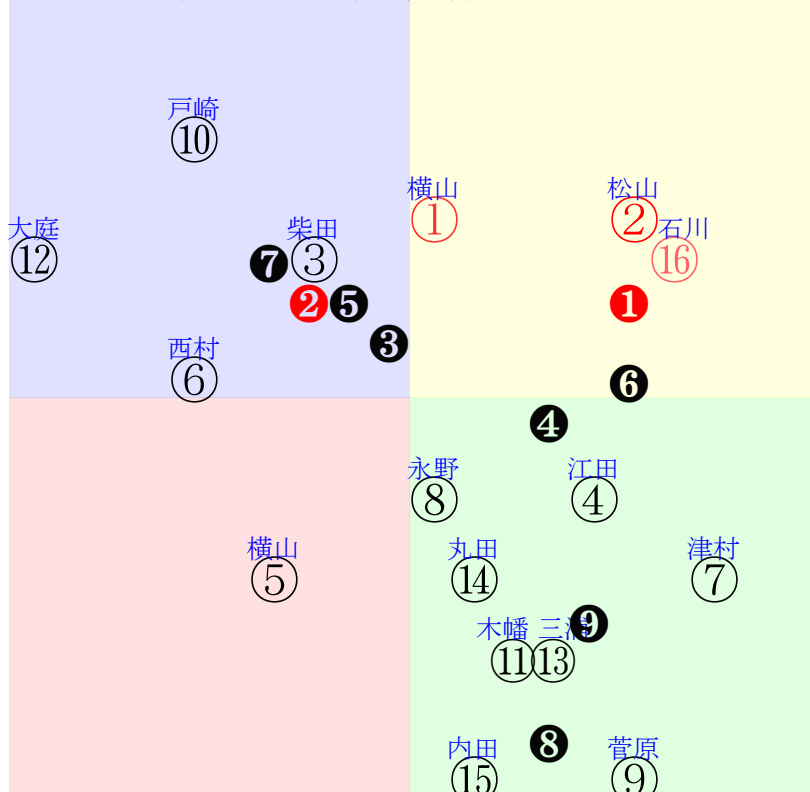 戸崎
⑩
横山
①
松山
②
石川
⑯
大庭
⑫
柴田
③
❼
❷
❺
❶
❸
西村
⑥
❻
❹
永野
⑧
江田
④
横山
⑤
丸田
⑭
津村
⑦
木幡
⑪
三浦
⑬
❾
❽
内田
⑮
菅原
⑨